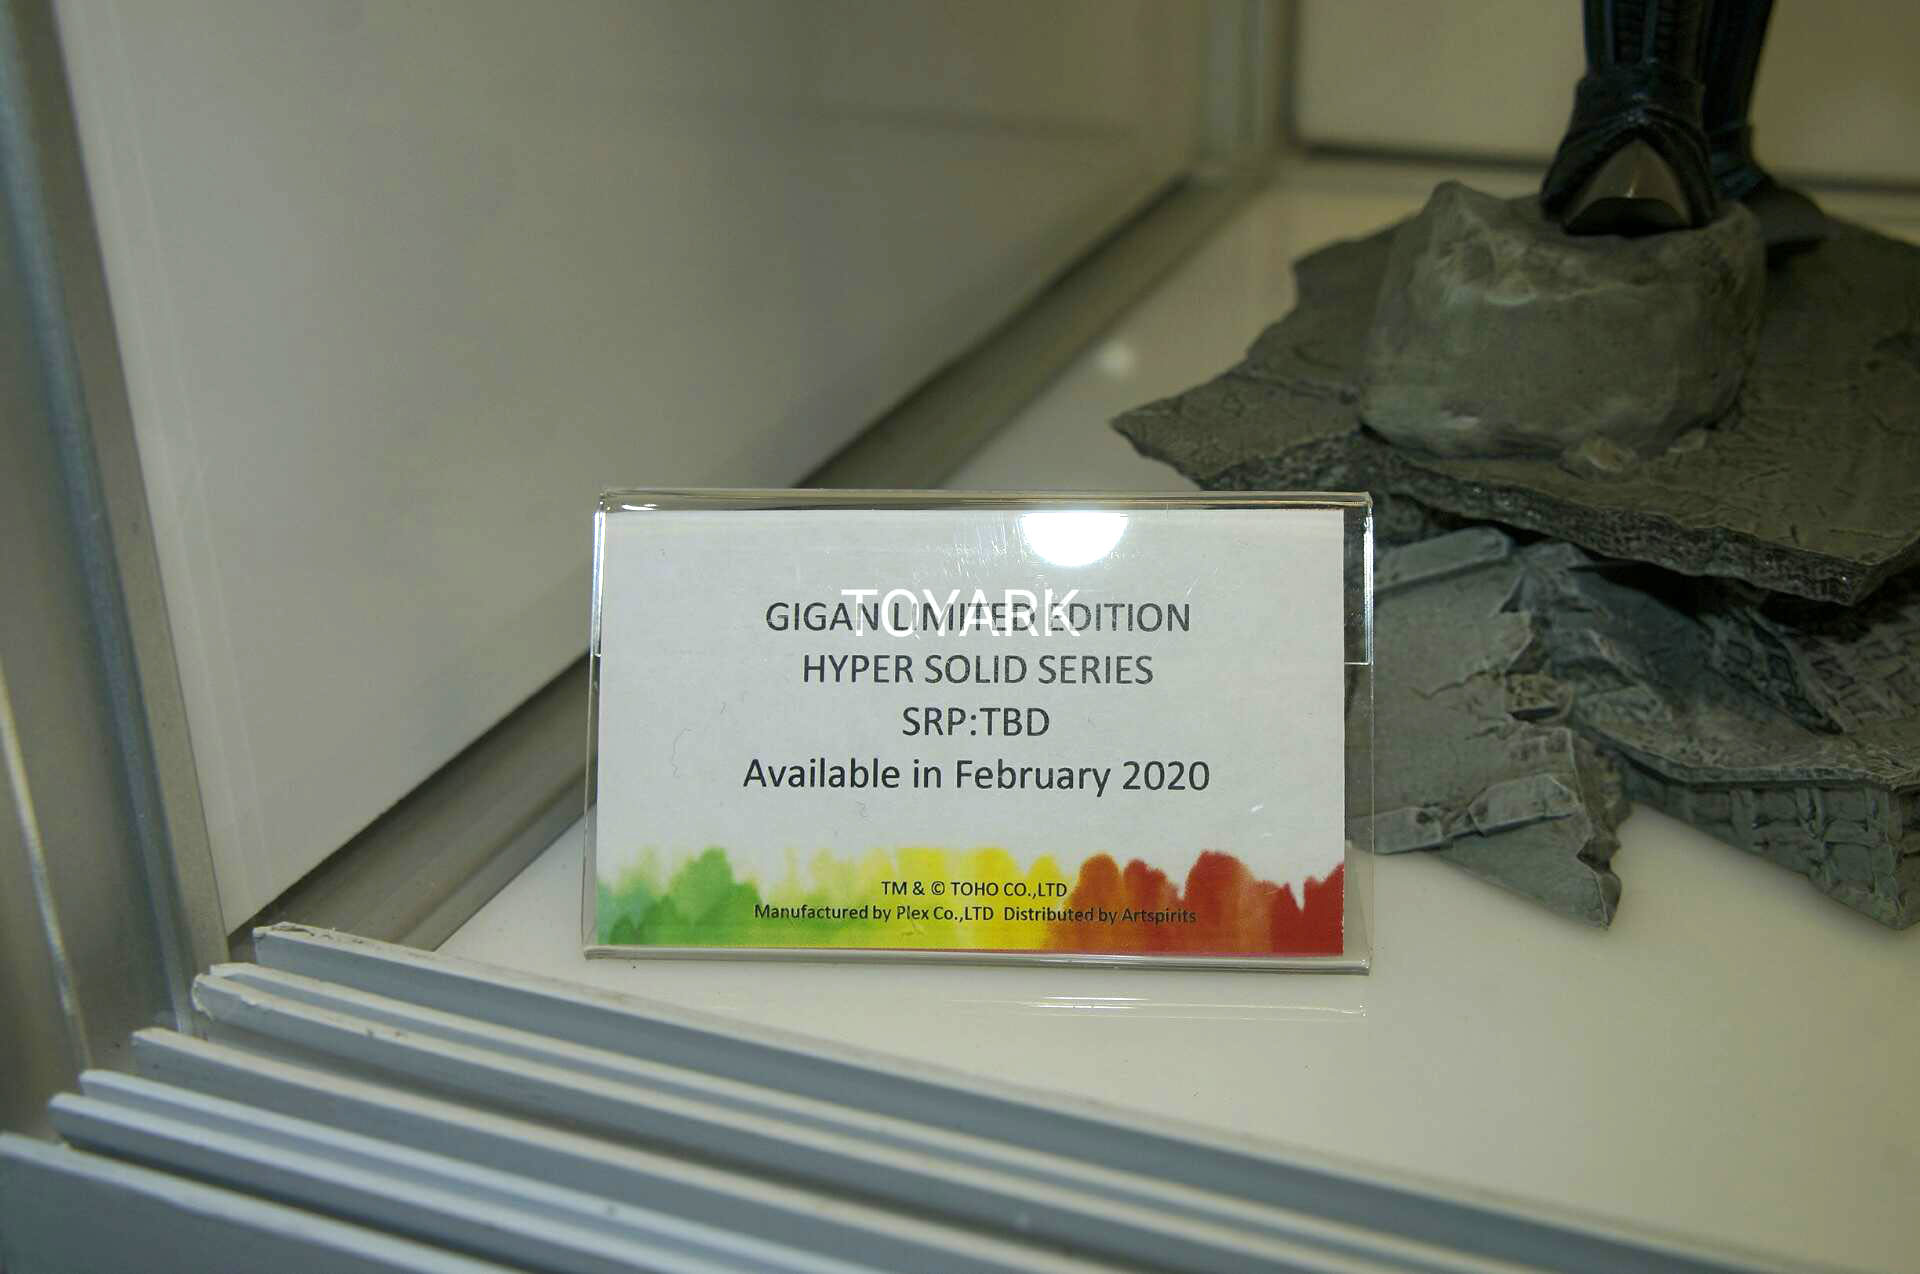 TOYARK
GIGAN LIMITED EDITION
HYPER SOLID SERIES
SRP:TBD
Available in February 2020
TM & © TOHO CO.,LTD
Manufactured by Plex Co.,LTD Distributed by Artspirits